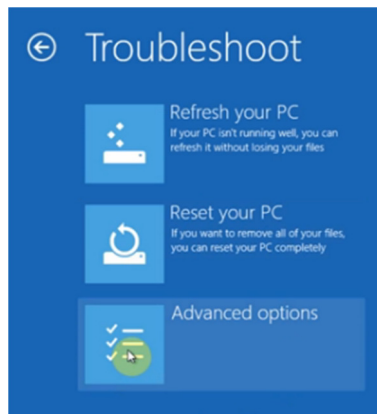 Troubleshoot
Refresh your PC
If your PC isn't running well, you can
refresh it without losing your files
Reset your PC
If you want to remove all of your files,
you can reset your PC completely
Advanced options